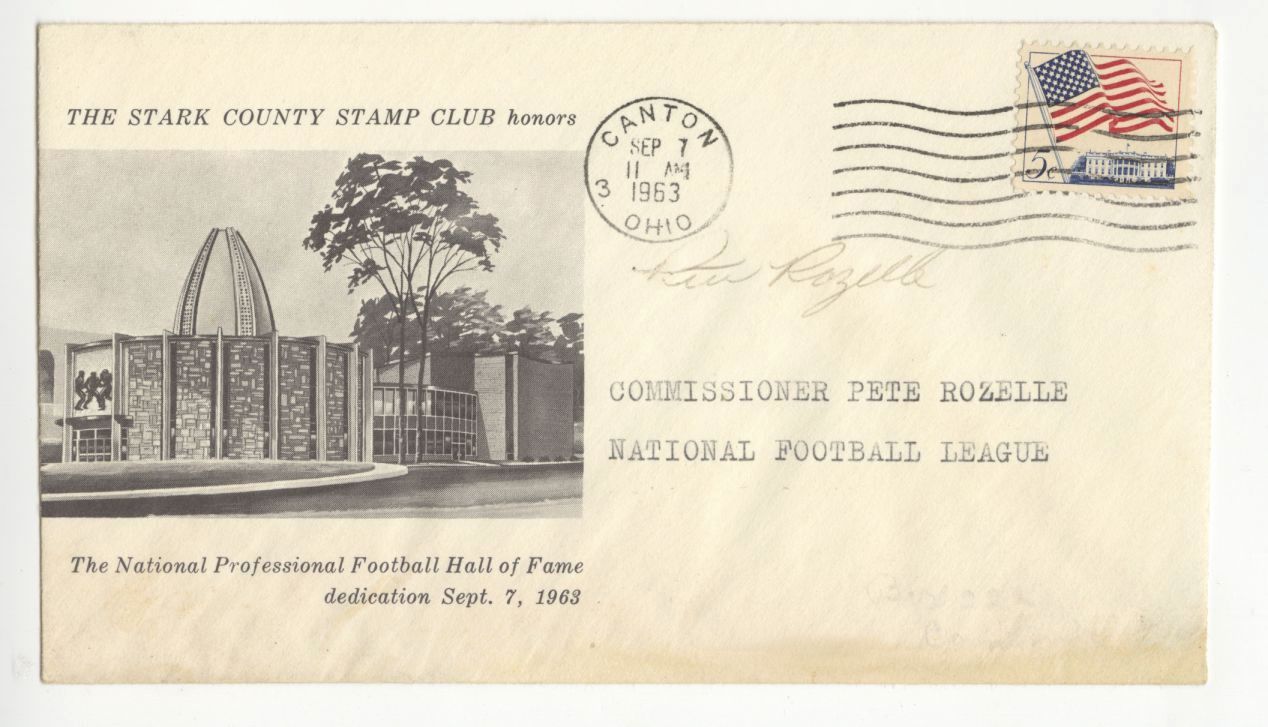 THE STARK COUNTY STAMP CLUB honors
CANTON
SEP 7
11 AM
3 1963
OHIO
5c
Rozelle
COMMISSIONER PETE ROZELLE
NATIONAL FOOTBALL LEAGUE
The National Professional Football Hall of Fame
dedication Sept. 7, 1963